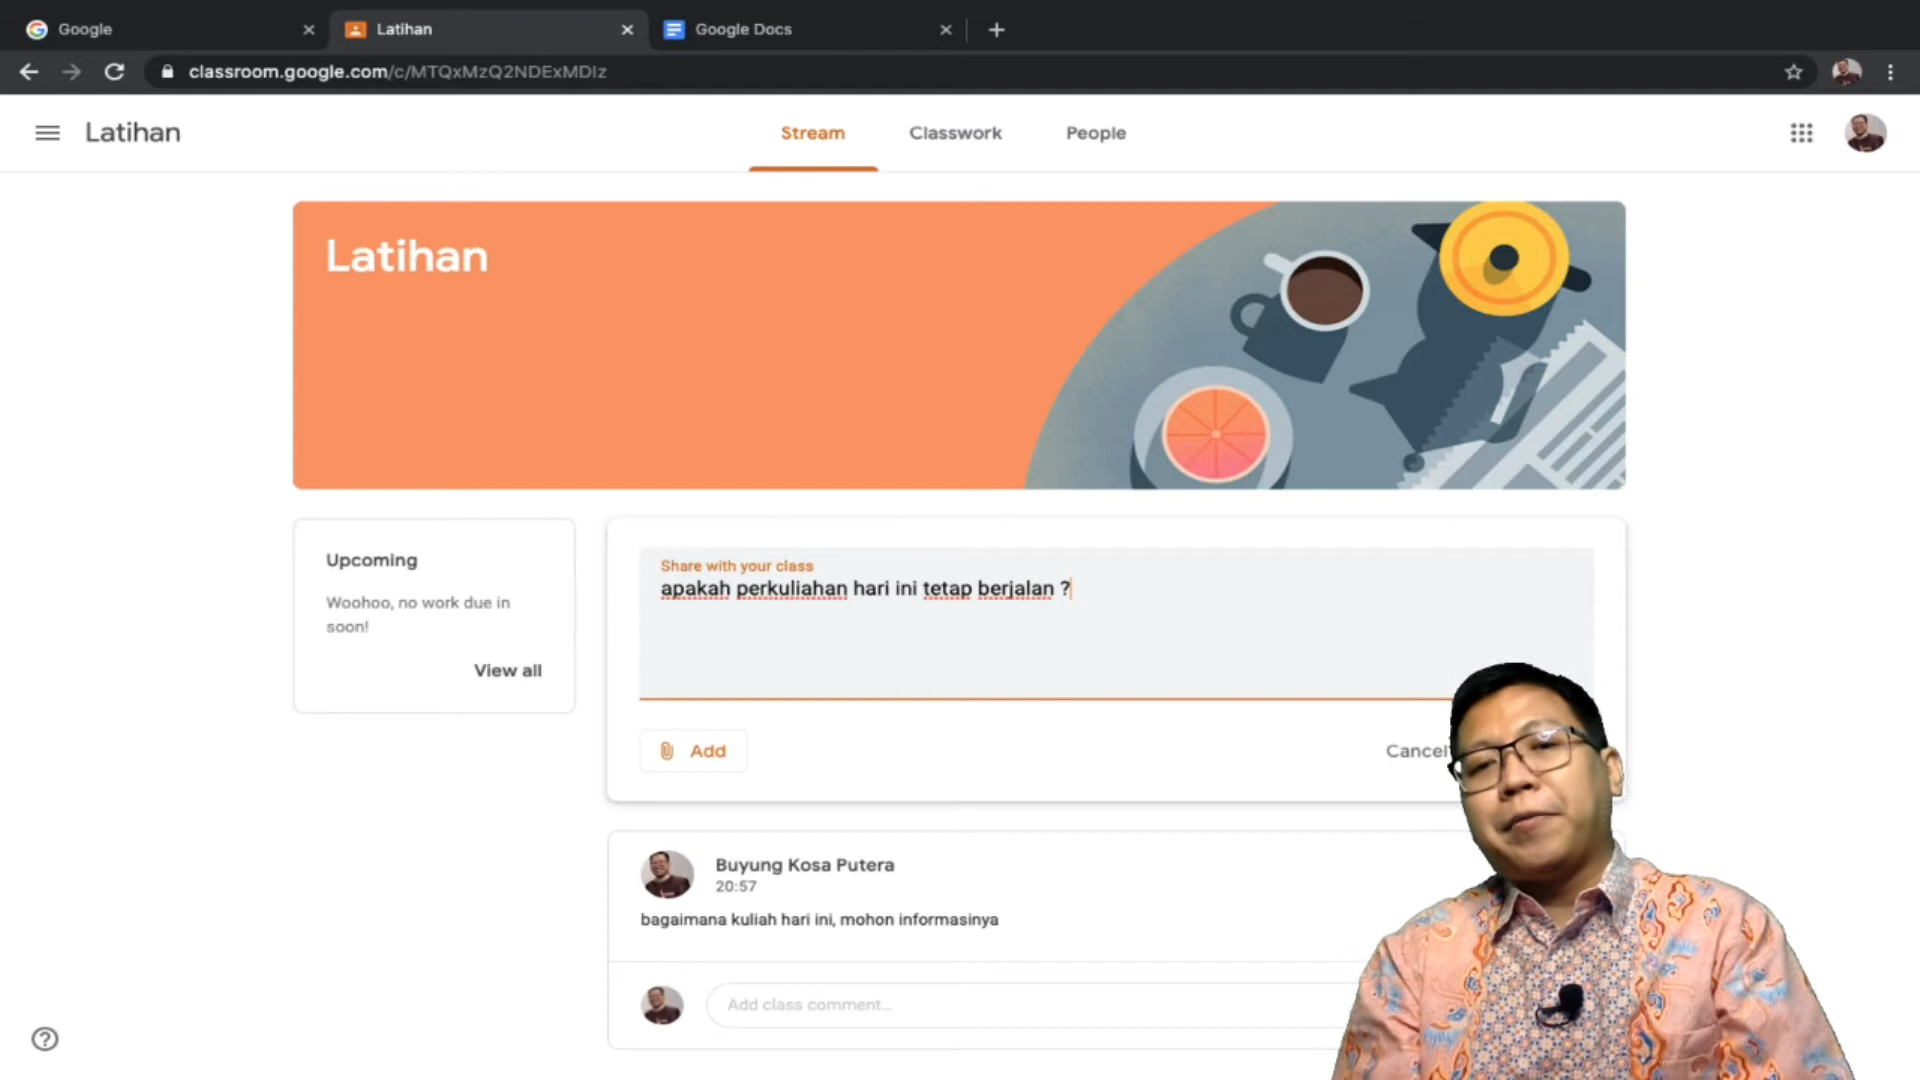 Google
Latihan
Google Docs
classroom.google.com/c/MTQxMzQ2NDExMDIz
Latihan
Stream
Classwork
People
Latihan
Upcoming
Woohoo, no work due in
soon!
View all
Share with your class
apakah perkuliahan hari ini tetap berjalan ?
Add
Cancel
Buyung Kosa Putera
20:57
bagaimana kuliah hari ini, mohon informasinya
Add class comment...